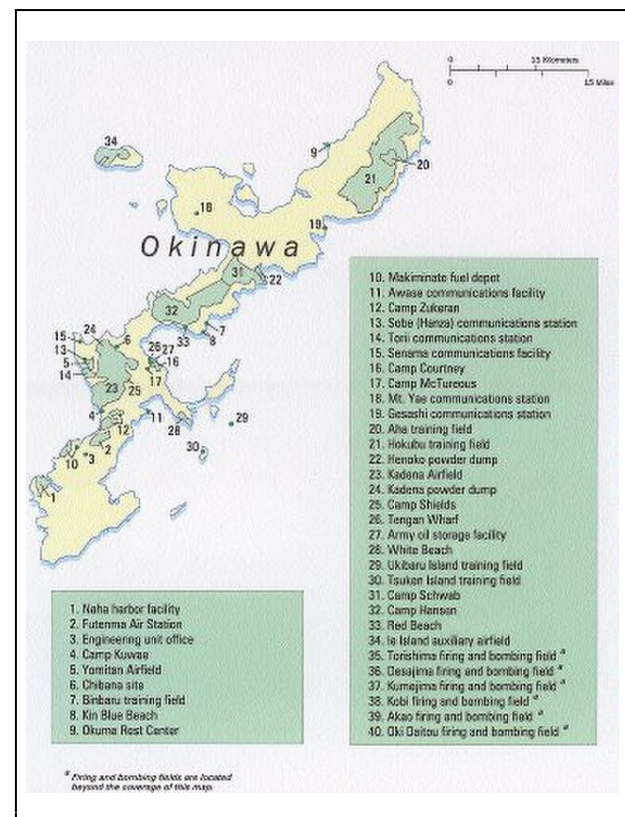 0 15 Kilometers
0 15 Miles
34
9
20
21
18
19
Okinawa
31
22
32
7
33
8
15
24
6
13
26
27
5
16
14
17
23
25
4
12
11
28
29
2
30
10
3
1
10. Makiminato fuel depot
11. Awase communications facility
12. Camp Zukeran
13. Sobe (Hanza) communications station
14. Torii communications station
15. Senama communications facility
16. Camp Courtney
17. Camp McTureous
18. Mt. Yae communications station
19. Gesashi communications station
20. Aha training field
21. Hokubu training field
22. Henoko powder dump
23. Kadena Airfield
24. Kadena powder dump
25. Camp Shields
26. Tengan Wharf
27. Army oil storage facility
28. White Beach
29. Ukibaru Island training field
30. Tsuken Island training field
31. Camp Schwab
32. Camp Hansen
33. Red Beach
34. Ie Island auxiliary airfield
35. Torishima firing and bombing field a
36. Desajima firing and bombing field a
37. Kumejima firing and bombing field a
38. Kobi firing and bombing field a
39. Akao firing and bombing field a
40. Oki Daitou firing and bombing field a
1. Naha harbor facility
2. Futenma Air Station
3. Engineering unit office
4. Camp Kuwae
5. Yomitan Airfield
6. Chibana site
7. Binbaru training field
8. Kin Blue Beach
9. Okuma Rest Center
a Firing and bombing fields are located
beyond the coverage of this map.